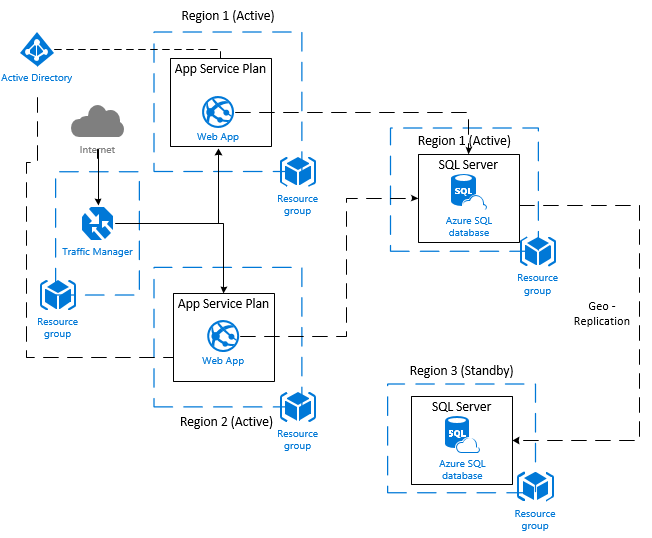 Region 1 (Active)
Active Directory
App Service Plan
Web App
Internet
Resource
group
Region 1 (Active)
SQL Server
SQL
Azure SQL
database
Resource
group
Traffic Manager
Resource
group
App Service Plan
Web App
Region 2 (Active)
Resource
group
Geo -
Replication
Region 3 (Standby)
SQL Server
SQL
Azure SQL
database
Resource
group